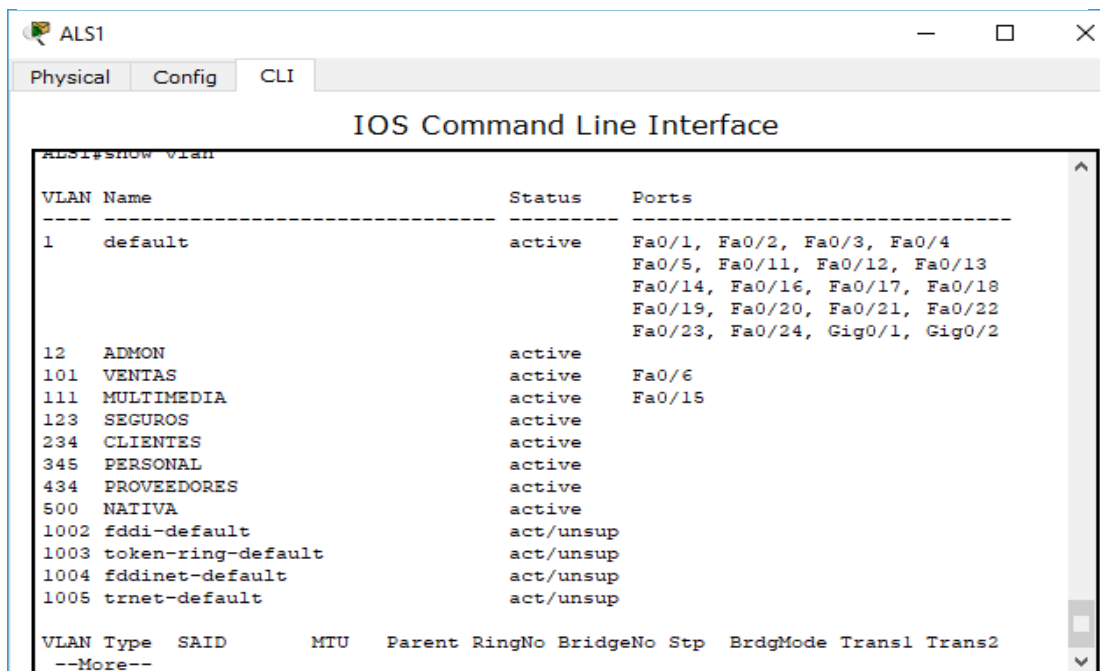 ALS1
Physical Config CLI
IOS Command Line Interface
ALS1#show vlan
VLAN Name Status Ports
---- -------------------------------- --------- -------------------------------
1 default active Fa0/1, Fa0/2, Fa0/3, Fa0/4
Fa0/5, Fa0/11, Fa0/12, Fa0/13
Fa0/14, Fa0/16, Fa0/17, Fa0/18
Fa0/19, Fa0/20, Fa0/21, Fa0/22
Fa0/23, Fa0/24, Gig0/1, Gig0/2
12 ADMON active
101 VENTAS active Fa0/6
111 MULTIMEDIA active Fa0/15
123 SEGUROS active
234 CLIENTES active
345 PERSONAL active
434 PROVEEDORES active
500 NATIVA active
1002 fddi-default act/unsup
1003 token-ring-default act/unsup
1004 fddinet-default act/unsup
1005 trnet-default act/unsup
VLAN Type SAID MTU Parent RingNo BridgeNo Stp BrdgMode Trans1 Trans2
--More--